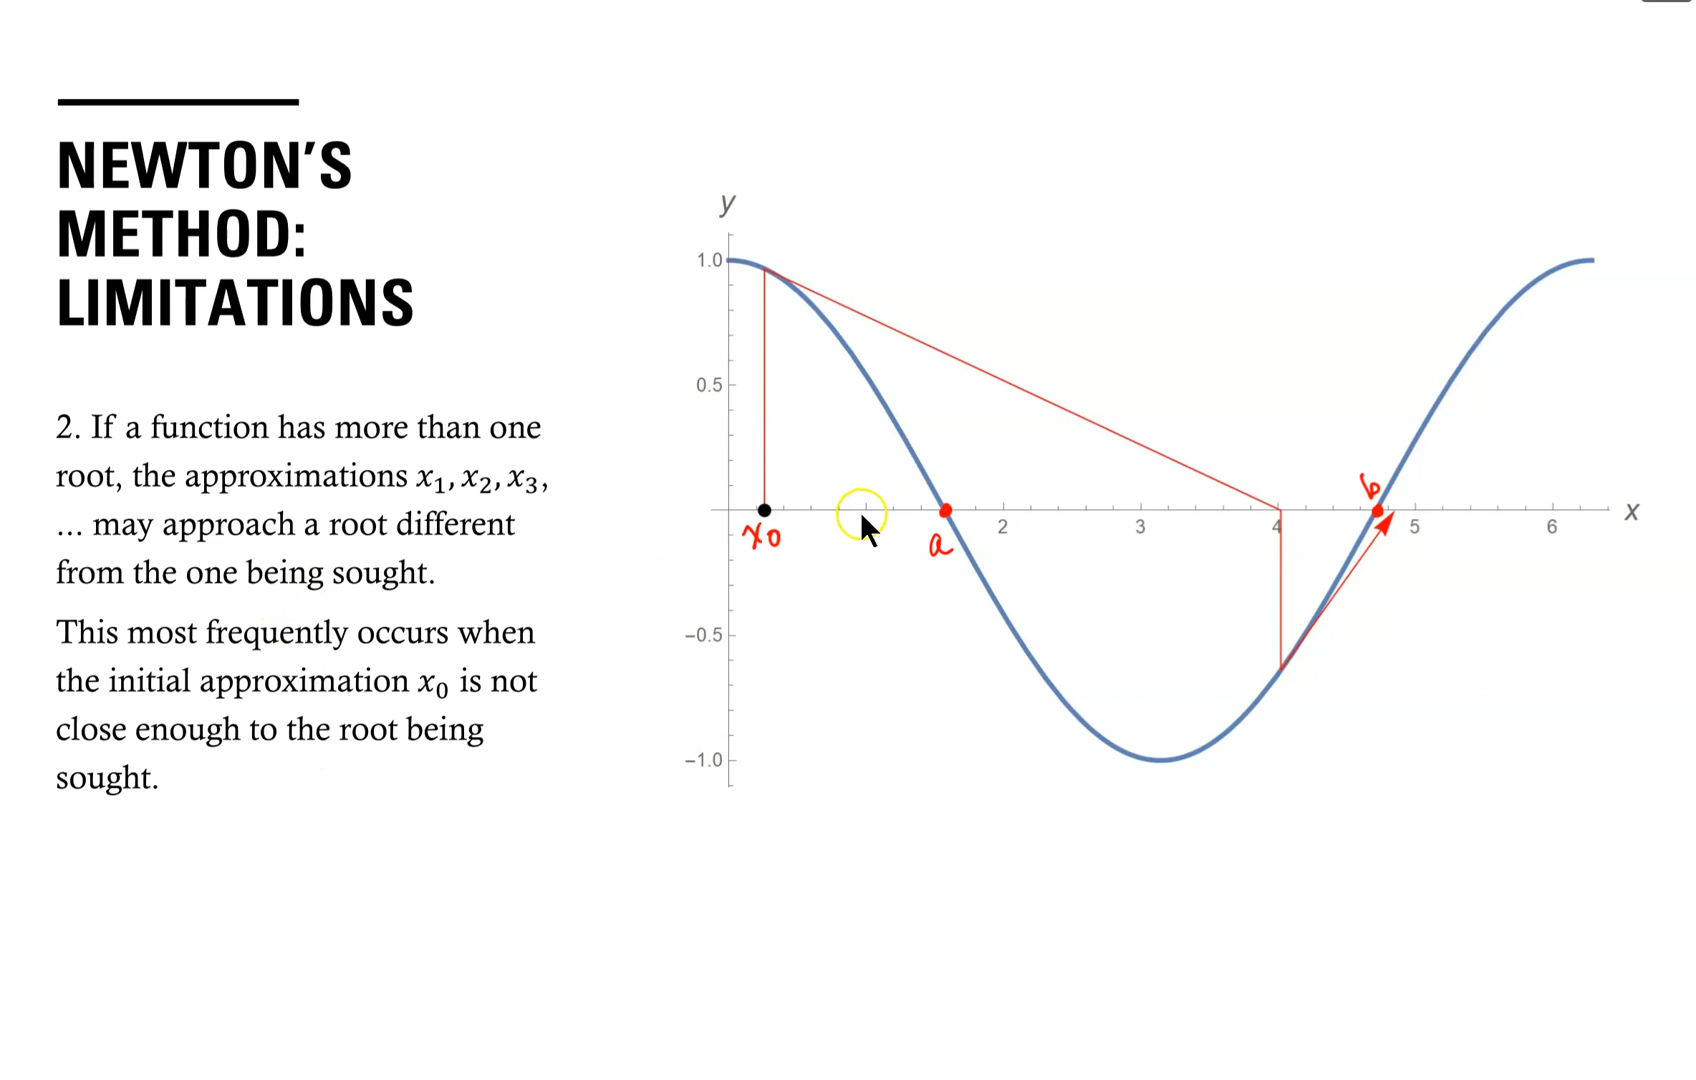 NEWTON’S
METHOD:
LIMITATIONS
2. If a function has more than one
root, the approximations x₁, x₂, x₃,
… may approach a root different
from the one being sought.
This most frequently occurs when
the initial approximation x₀ is not
close enough to the root being
sought.
y
1.0
0.5
−0.5
−1.0
2
3
4
5
6
x
x₀
a
b